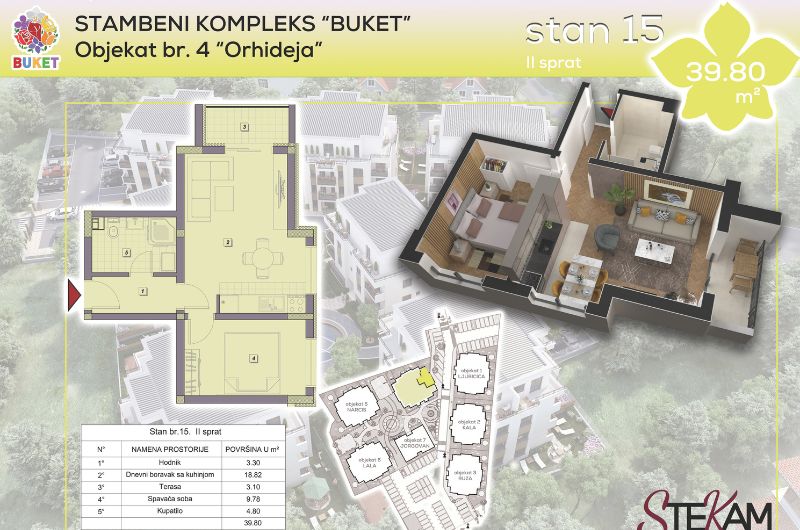 STAMBENI KOMPLEKS "BUKET"
Objekat br. 4 "Orhideja"
BUKET
stan 15
II sprat
39.80
m²
3
2
5
1
4
objekat 1
LJUBIČICA
objekat 5
NARCIS
objekat 2
KALA
objekat 7
JORGOVAN
objekat 6
LALA
objekat 3
RUŽA
Stan br.15. II sprat
N° NAMENA PROSTORIJE POVRŠINA U m²
1° Hodnik 3.30
2° Dnevni boravak sa kuhinjom 18.82
3° Terasa 3.10
4° Spavaća soba 9.78
5° Kupatilo 4.80
39.80
STEKAM